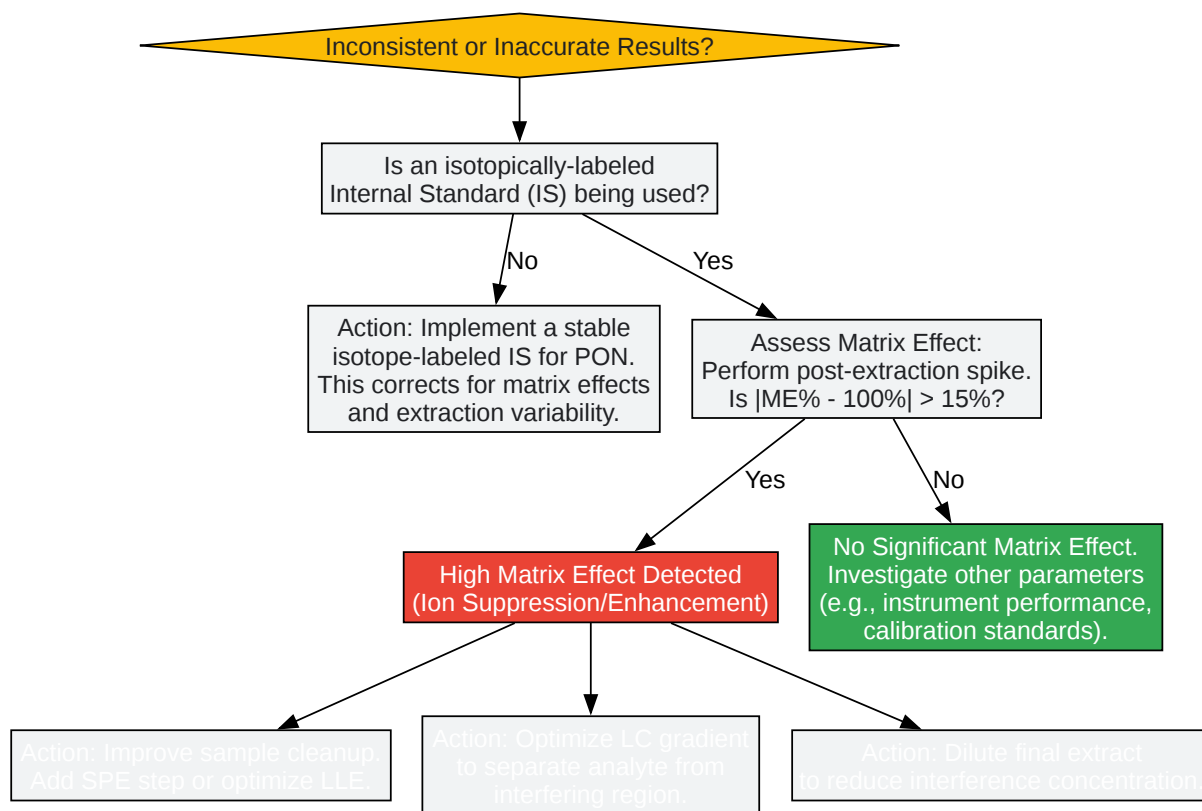 Inconsistent or Inaccurate Results?
Is an isotopically-labeled
Internal Standard (IS) being used?
No
Yes
Action: Implement a stable
isotope-labeled IS for PON.
This corrects for matrix effects
and extraction variability.
Assess Matrix Effect:
Perform post-extraction spike.
Is |ME% - 100%| > 15%?
Yes
No
High Matrix Effect Detected
(Ion Suppression/Enhancement)
No Significant Matrix Effect.
Investigate other parameters
(e.g., instrument performance,
calibration standards).
Action: Improve sample cleanup.
Add SPE step or optimize LLE.
Action: Optimize LC gradient
to separate analyte from
interfering region.
Action: Dilute final extract
to reduce interference concentration.